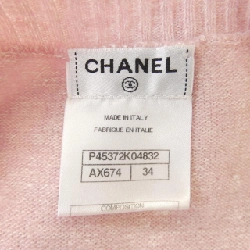 CHANEL
MADE IN ITALY
FABRIQUE EN ITALIE
P45372K04832
AX674 34
COMPOSITION